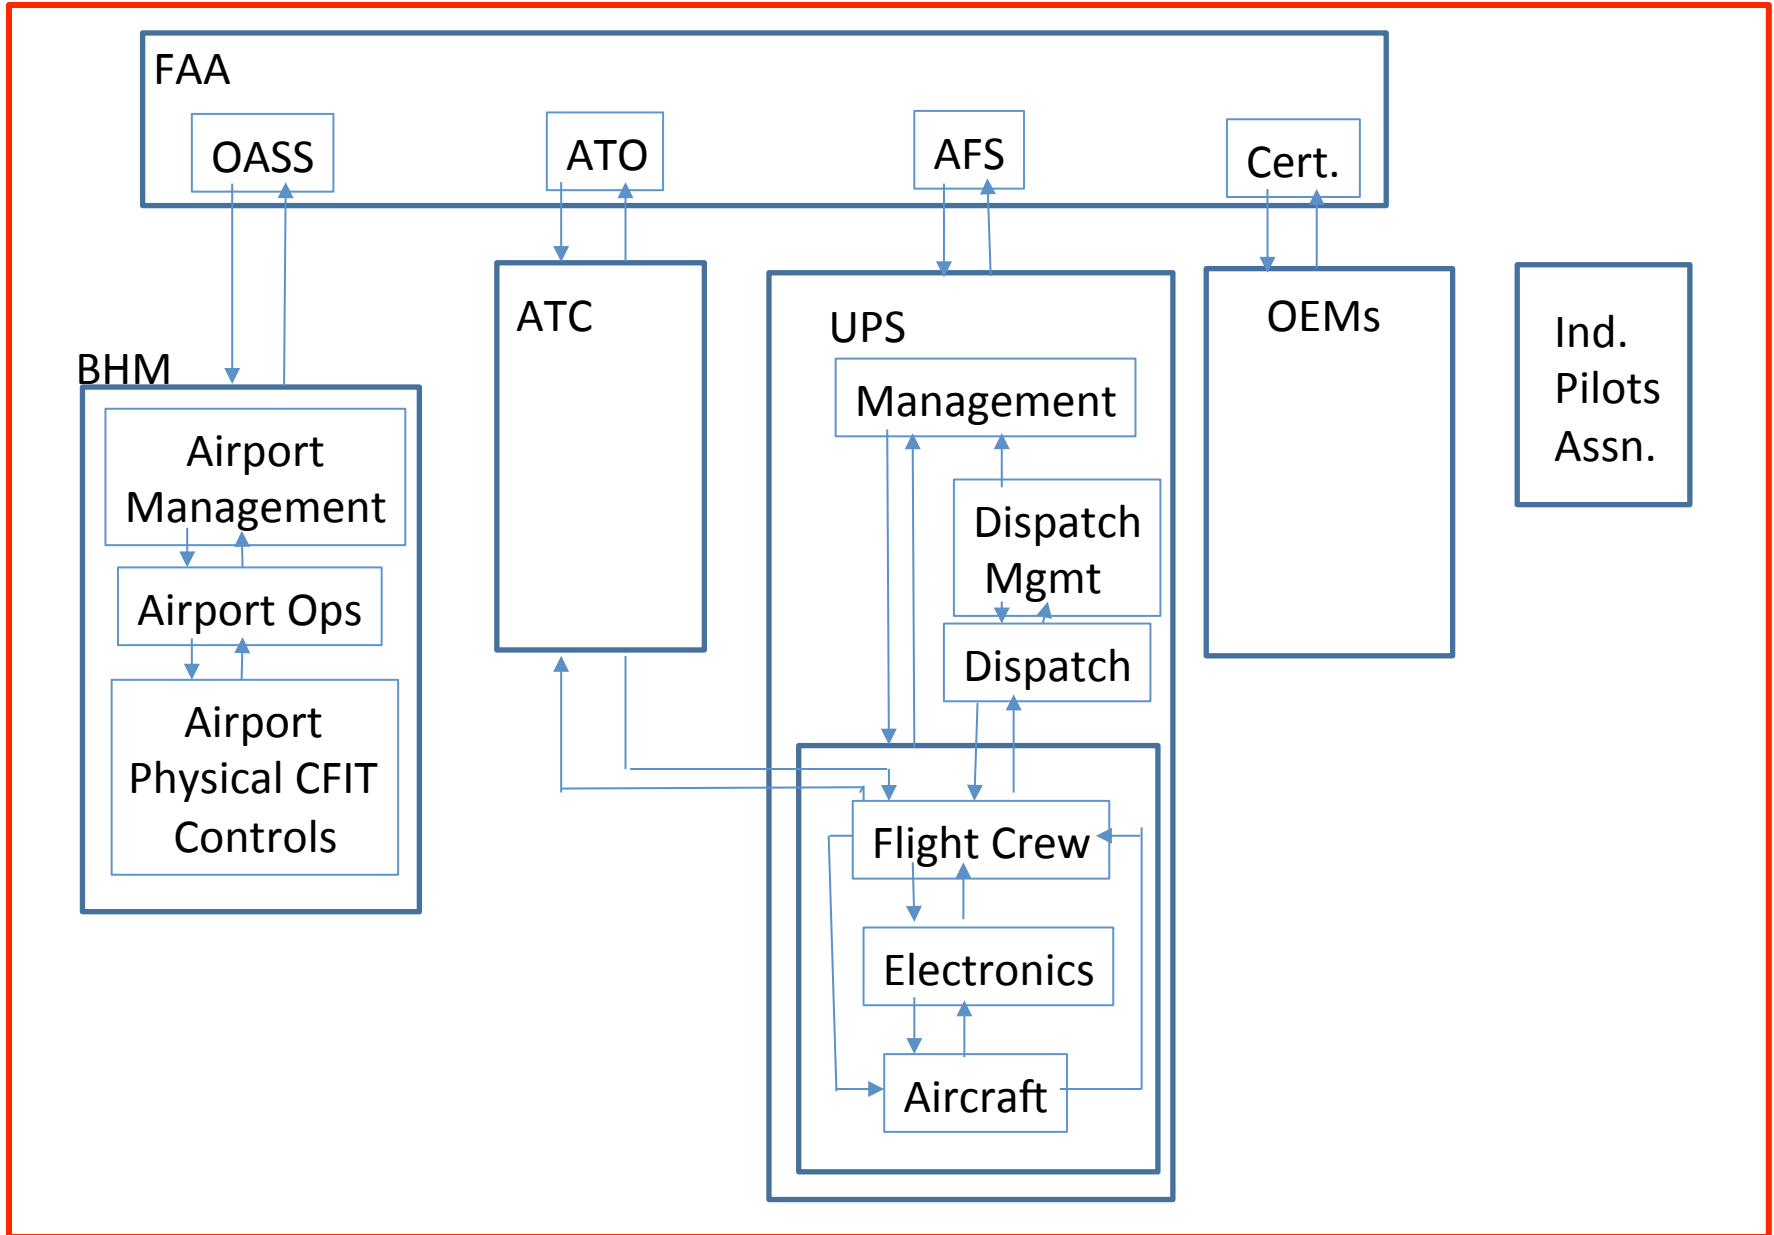 FAA
OASS
ATO
AFS
Cert.
BHM
Airport
Management
Airport Ops
Airport
Physical CFIT
Controls
ATC
UPS
Management
Dispatch
Mgmt
Dispatch
Flight Crew
Electronics
Aircraft
OEMs
Ind.
Pilots
Assn.